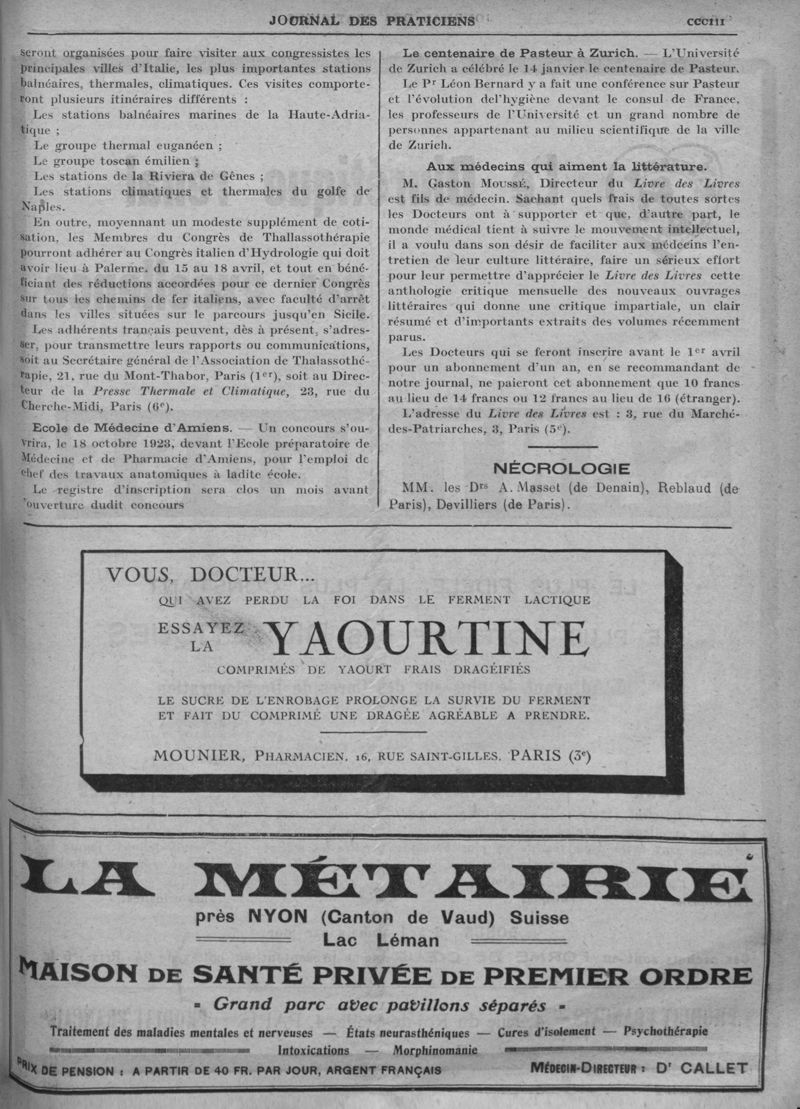 JOURNAL DES PRATICIENS
CCCIII
seront organisées pour faire visiter aux congressistes les
principales villes d'Italie, les plus importantes stations
balnéaires, thermales, climatiques. Ces visites comporte-
ront plusieurs itinéraires différents :
Les stations balnéaires marines de la Haute-Adria-
tique ;
Le groupe thermal euganéen ;
Le groupe toscan émilien ;
Les stations de la Riviera de Gênes ;
Les stations climatiques et thermales du golfe de
Naples.
En outre, moyennant un modeste supplément de coti-
sation, les Membres du Congrès de Thallassothérapie
pourront adhérer au Congrès italien d'Hydrologie qui doit
avoir lieu à Palerme. du 15 au 18 avril, et tout en béné-
ficiant des réductions accordées pour ce dernier Congrès
sur tous les chemins de fer italiens, avec faculté d'arrêt
dans les villes situées sur le parcours jusqu'en Sicile.
Les adhérents français peuvent, dès à présent, s'adres-
ser, pour transmettre leurs rapports ou communications,
soit au Secrétaire général de l'Association de Thalassothé-
rapie, 21, rue du Mont-Thabor, Paris (1er), soit au Direc-
teur de la Presse Thermale et Climatique, 23, rue du
Cherche-Midi, Paris (6e).
Ecole de Médecine d'Amiens. — Un concours s'ou-
vrira, le 18 octobre 1923, devant l'Ecole préparatoire de
Médecine et de Pharmacie d'Amiens, pour l'emploi de
chef des travaux anatomiques à ladite école.
Le registre d'inscription sera clos un mois avant
'ouverture dudit concours
Le centenaire de Pasteur à Zurich. — L'Université
de Zurich a célébré le 14 janvier le centenaire de Pasteur.
Le Pr Léon Bernard y a fait une conférence sur Pasteur
et l'évolution del'hygiène devant le consul de France,
les professeurs de l'Université et un grand nombre de
personnes appartenant au milieu scientifique de la ville
de Zurich.
Aux médecins qui aiment la littérature.
M. Gaston Moussé, Directeur du Livre des Livres
est fils de médecin. Sachant quels frais de toutes sortes
les Docteurs ont à supporter et que, d'autre part, le
monde médical tient à suivre le mouvement intellectuel,
il a voulu dans son désir de faciliter aux médecins l'en-
tretien de leur culture littéraire, faire un sérieux effort
pour leur permettre d'apprécier le Livre des Livres cette
anthologie critique mensuelle des nouveaux ouvrages
littéraires qui donne une critique impartiale, un clair
résumé et d'importants extraits des volumes récemment
parus.
Les Docteurs qui se feront inscrire avant le 1er avril
pour un abonnement d'un an, en se recommandant de
notre journal, ne paieront cet abonnement que 10 francs
au lieu de 14 francs ou 12 francs au lieu de 16 (étranger).
L'adresse du Livre des Livres est : 3, rue du Marché-
des-Patriarches, 3, Paris (5e).
NÉCROLOGIE
MM. les Drs A. Masset (de Denain), Reblaud (de
Paris), Devilliers (de Paris).
VOUS, DOCTEUR...
QUI AVEZ PERDU LA FOI DANS LE FERMENT LACTIQUE
ESSAYEZ LA YAOURTINE
COMPRIMÉS DE YAOURT FRAIS DRAGÉIFIÉS
LE SUCRE DE L'ENROBAGE PROLONGE LA SURVIE DU FERMENT
ET FAIT DU COMPRIMÉ UNE DRAGÉE AGRÉABLE A PRENDRE.
MOUNIER, PHARMACIEN, 16, RUE SAINT-GILLES, PARIS (3e)
LA MÉTAIRIE
près NYON (Canton de Vaud) Suisse
Lac Léman
MAISON DE SANTÉ PRIVÉE DE PREMIER ORDRE
- Grand parc avec pavillons séparés -
Traitement des maladies mentales et nerveuses — États neurasthéniques — Cures d'isolement — Psychothérapie
Intoxications — Morphinomanie
PRIX DE PENSION : A PARTIR DE 40 FR. PAR JOUR, ARGENT FRANÇAIS
MÉDECIN-DIRECTEUR : Dr CALLET